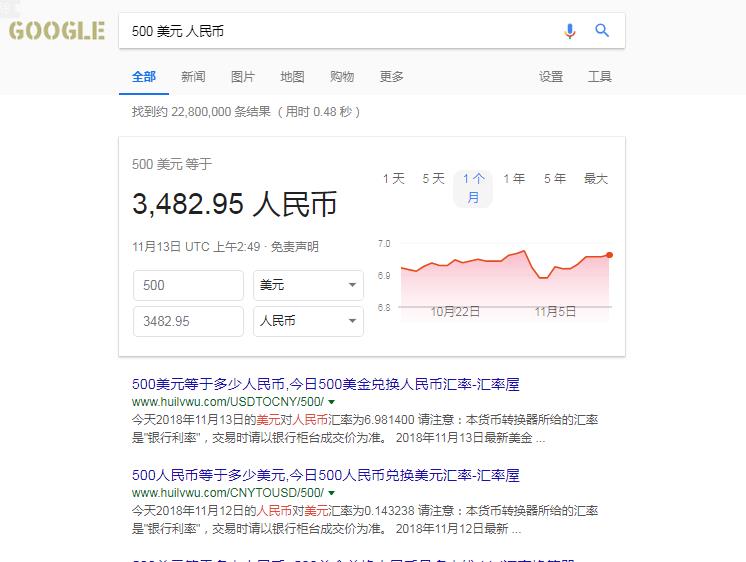 GOOGLE
500 美元 人民币
全部 新闻 图片 地图 购物 更多 设置 工具
找到约 22,800,000 条结果 （用时 0.48 秒）
500 美元 等于
3,482.95 人民币
11月13日 UTC 上午2:49 · 免责声明
500 美元
3482.95 人民币
1 天 5 天 1 个月 1 年 5 年 最大
7.0
6.9
6.8
10月22日 11月5日
500美元等于多少人民币,今日500美金兑换人民币汇率-汇率屋
www.huilvwu.com/USDTOCNY/500/
今天2018年11月13日的美元对人民币汇率为6.981400 请注意：本货币转换器所给的汇率
是"银行利率"，交易时请以银行柜台成交价为准。 2018年11月13日最新美金 ...
500人民币等于多少美元,今日500人民币兑换美元汇率-汇率屋
www.huilvwu.com/CNYTOUSD/500/
今天2018年11月12日的人民币对美元汇率为0.143238 请注意：本货币转换器所给的汇率
是"银行利率"，交易时请以银行柜台成交价为准。 2018年11月12日最新 ...